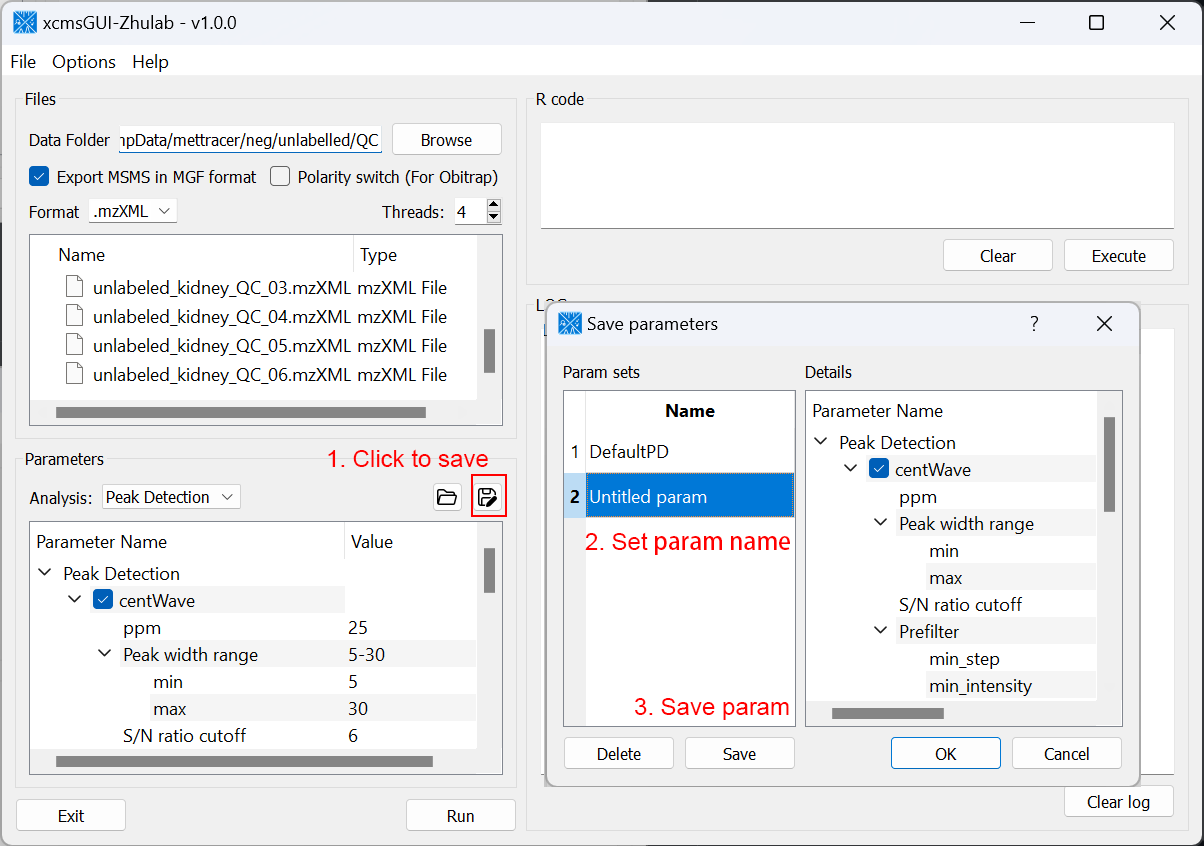 xcmsGUI-Zhulab - v1.0.0
File Options Help
Files
Data Folder npData/mettracer/neg/unlabelled/QC Browse
Export MSMS in MGF format Polarity switch (For Obitrap)
Format .mzXML Threads: 4
Name Type
unlabeled_kidney_QC_03.mzXML mzXML File
unlabeled_kidney_QC_04.mzXML mzXML File
unlabeled_kidney_QC_05.mzXML mzXML File
unlabeled_kidney_QC_06.mzXML mzXML File
Parameters
1. Click to save
Analysis: Peak Detection
Parameter Name Value
Peak Detection
centWave
ppm 25
Peak width range 5-30
min 5
max 30
S/N ratio cutoff 6
Exit Run
R code
Clear Execute
Save parameters ?
Param sets
Name
1 DefaultPD
2 Untitled param
2. Set param name
3. Save param
Delete Save
Details
Parameter Name
Peak Detection
centWave
ppm
Peak width range
min
max
S/N ratio cutoff
Prefilter
min_step
min_intensity
OK Cancel
Clear log